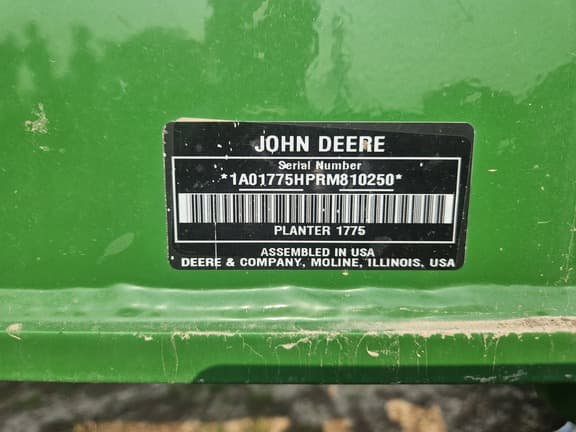 JOHN DEERE
Serial Number
*1A01775HPRM810250*
PLANTER 1775
ASSEMBLED IN USA
DEERE & COMPANY, MOLINE, ILLINOIS, USA